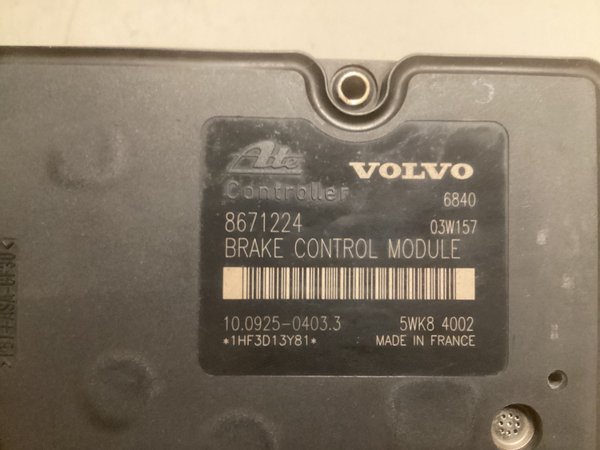 Ate VOLVO
Controller 6840
8671224 03W157
BRAKE CONTROL MODULE
10.0925-0403.3 5WK8 4002
*1HF3D13Y81* MADE IN FRANCE